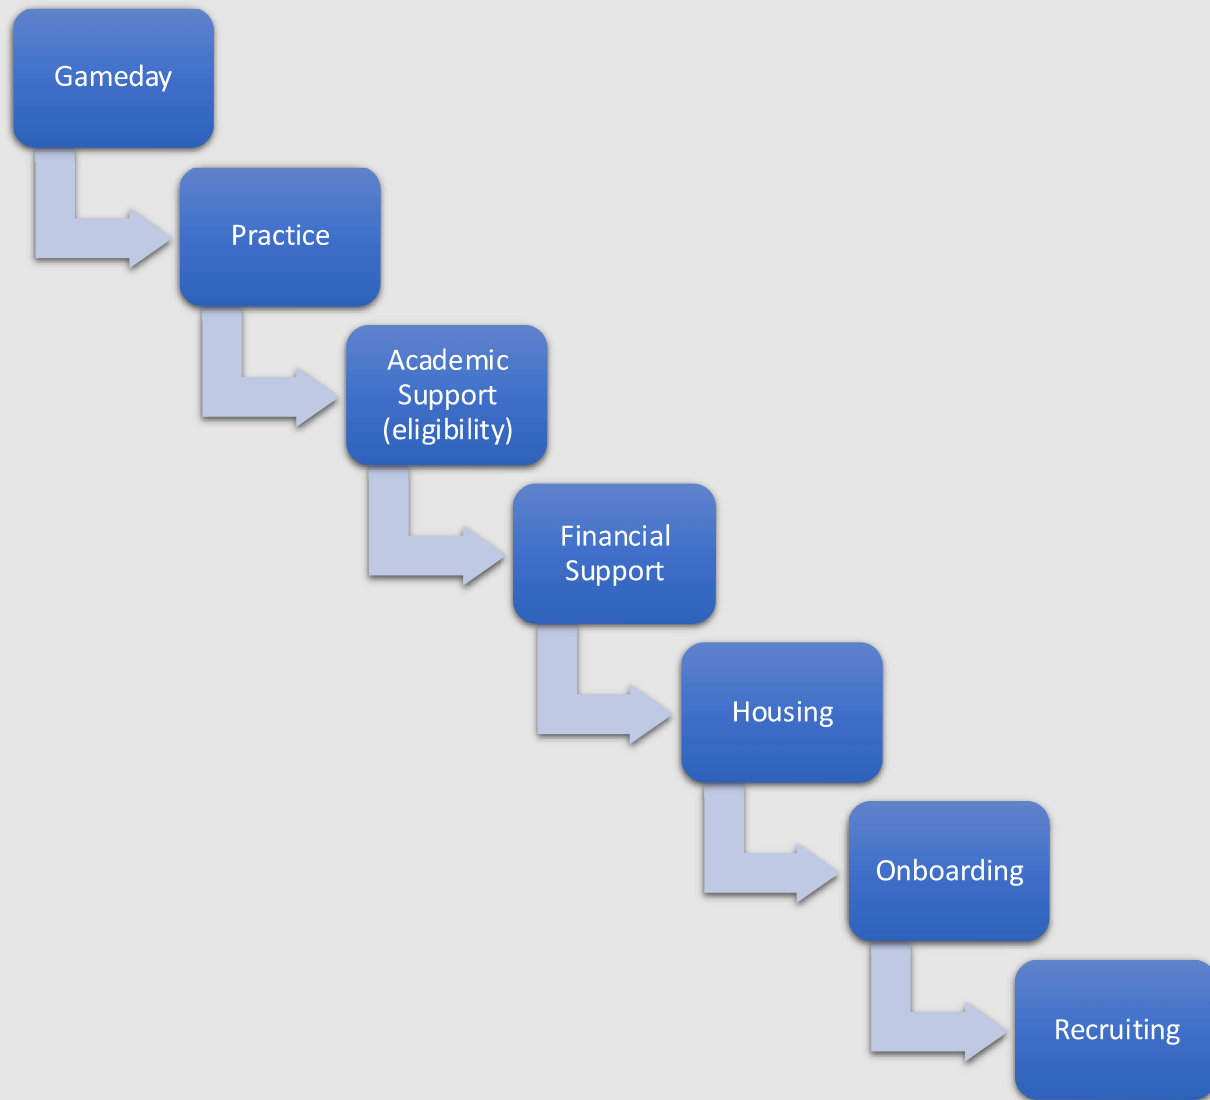 Gameday
Practice
Academic
Support
(eligibility)
Financial
Support
Housing
Onboarding
Recruiting